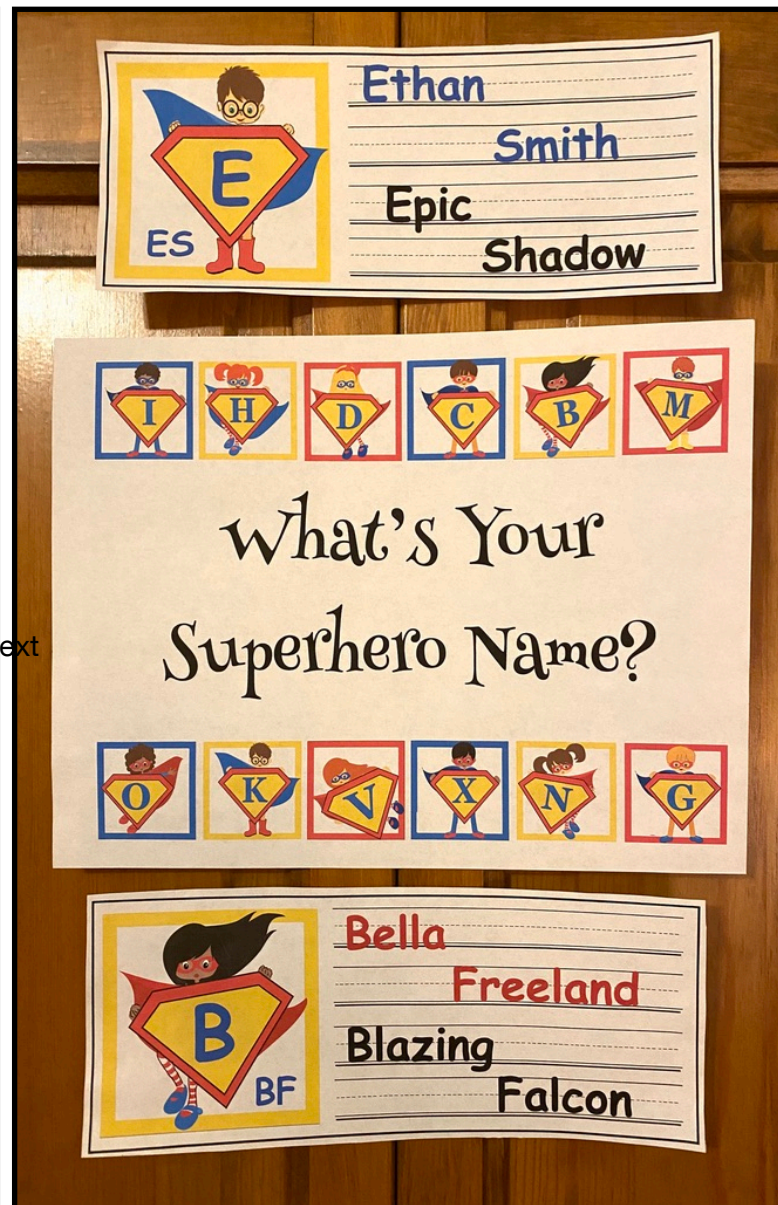 Ethan
Smith
Epic
Shadow
E
ES
I H D C B M
What's Your
Superhero Name?
ext
O K V X N G
Bella
Freeland
Blazing
Falcon
B
BF